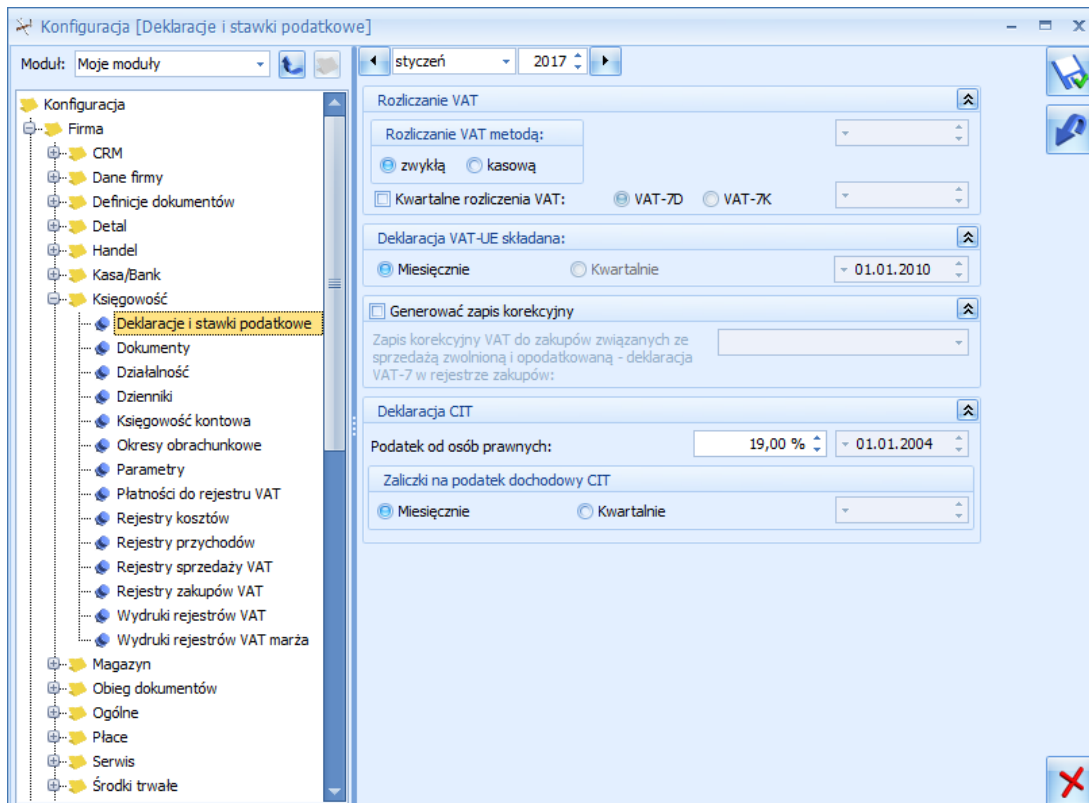 Konfiguracja [Deklaracje i stawki podatkowe]
Moduł: Moje moduły
Konfiguracja
Firma
CRM
Dane firmy
Definicje dokumentów
Detal
Handel
Kasa/Bank
Księgowość
Deklaracje i stawki podatkowe
Dokumenty
Działalność
Dzienniki
Księgowość kontowa
Okresy obrachunkowe
Parametry
Płatności do rejestru VAT
Rejestry kosztów
Rejestry przychodów
Rejestry sprzedaży VAT
Rejestry zakupów VAT
Wydruki rejestrów VAT
Wydruki rejestrów VAT marża
Magazyn
Obieg dokumentów
Ogólne
Płace
Serwis
Środki trwałe
styczeń 2017
Rozliczanie VAT
Rozliczanie VAT metodą:
zwykłą kasową
Kwartalne rozliczenia VAT: VAT-7D VAT-7K
Deklaracja VAT-UE składana:
Miesięcznie Kwartalnie 01.01.2010
Generować zapis korekcyjny
Zapis korekcyjny VAT do zakupów związanych ze
sprzedażą zwolnioną i opodatkowaną - deklaracja
VAT-7 w rejestrze zakupów:
Deklaracja CIT
Podatek od osób prawnych: 19,00 % 01.01.2004
Zaliczki na podatek dochodowy CIT
Miesięcznie Kwartalnie